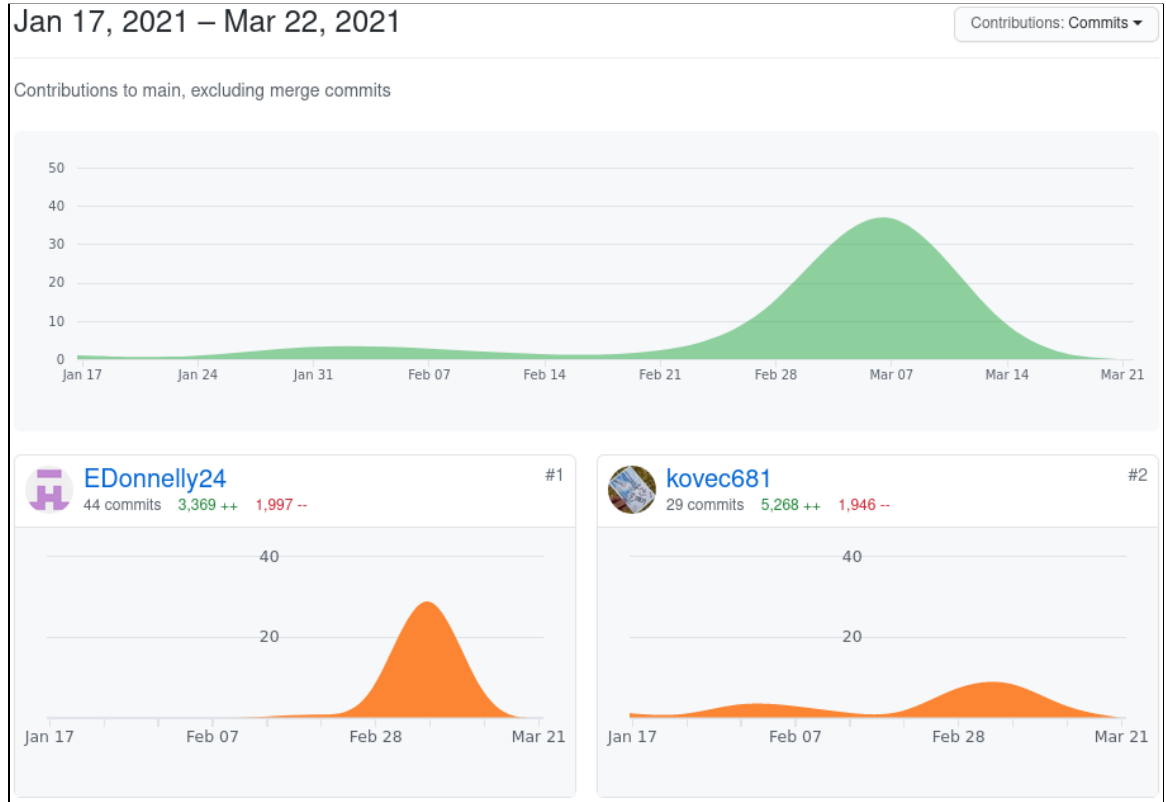 Jan 17, 2021 – Mar 22, 2021
Contributions: Commits
Contributions to main, excluding merge commits
50
40
30
20
10
0
Jan 17 Jan 24 Jan 31 Feb 07 Feb 14 Feb 21 Feb 28 Mar 07 Mar 14 Mar 21
EDonnelly24 #1
44 commits 3,369 ++ 1,997 --
40
20
Jan 17 Feb 07 Feb 28 Mar 21
kovec681 #2
29 commits 5,268 ++ 1,946 --
40
20
Jan 17 Feb 07 Feb 28 Mar 21